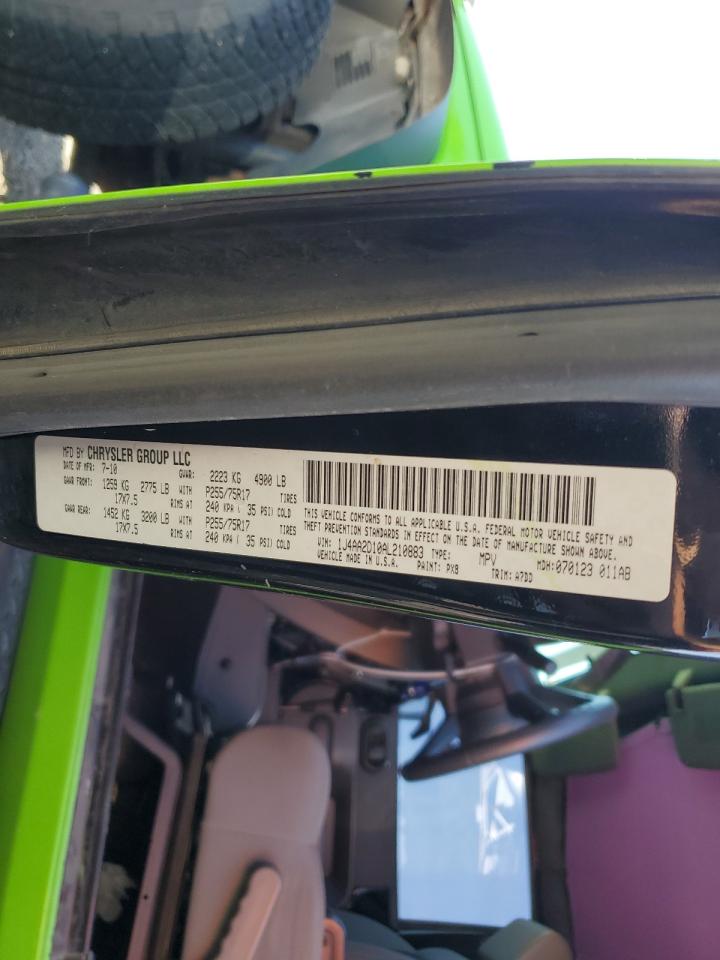 MFD BY CHRYSLER GROUP LLC
DATE OF MFR: 7-10 GVWR: 2223 KG 4900 LB
GAWR FRONT: 1259 KG 2775 LB WITH P255/75R17 TIRES
17X7.5 RIMS AT 240 KPA ( 35 PSI) COLD
GAWR REAR: 1452 KG 3200 LB WITH P255/75R17 TIRES
17X7.5 RIMS AT 240 KPA ( 35 PSI) COLD
THIS VEHICLE CONFORMS TO ALL APPLICABLE U.S.A. FEDERAL MOTOR VEHICLE SAFETY AND
THEFT PREVENTION STANDARDS IN EFFECT ON THE DATE OF MANUFACTURE SHOWN ABOVE.
VIN: 1J4AA2D10AL210883 TYPE: MPV MDH:070123 011AB
VEHICLE MADE IN U.S.A. PAINT: PX8 TRIM: A7DD